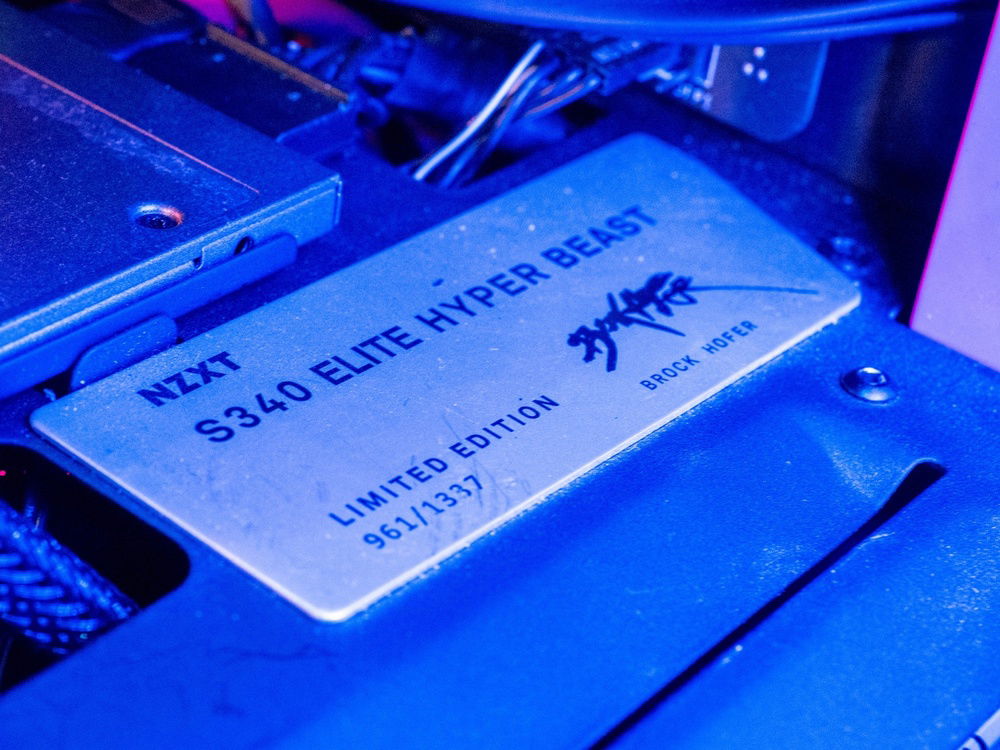 NZXT
S340 ELITE HYPER BEAST
BROCK HOFER
LIMITED EDITION
961/1337